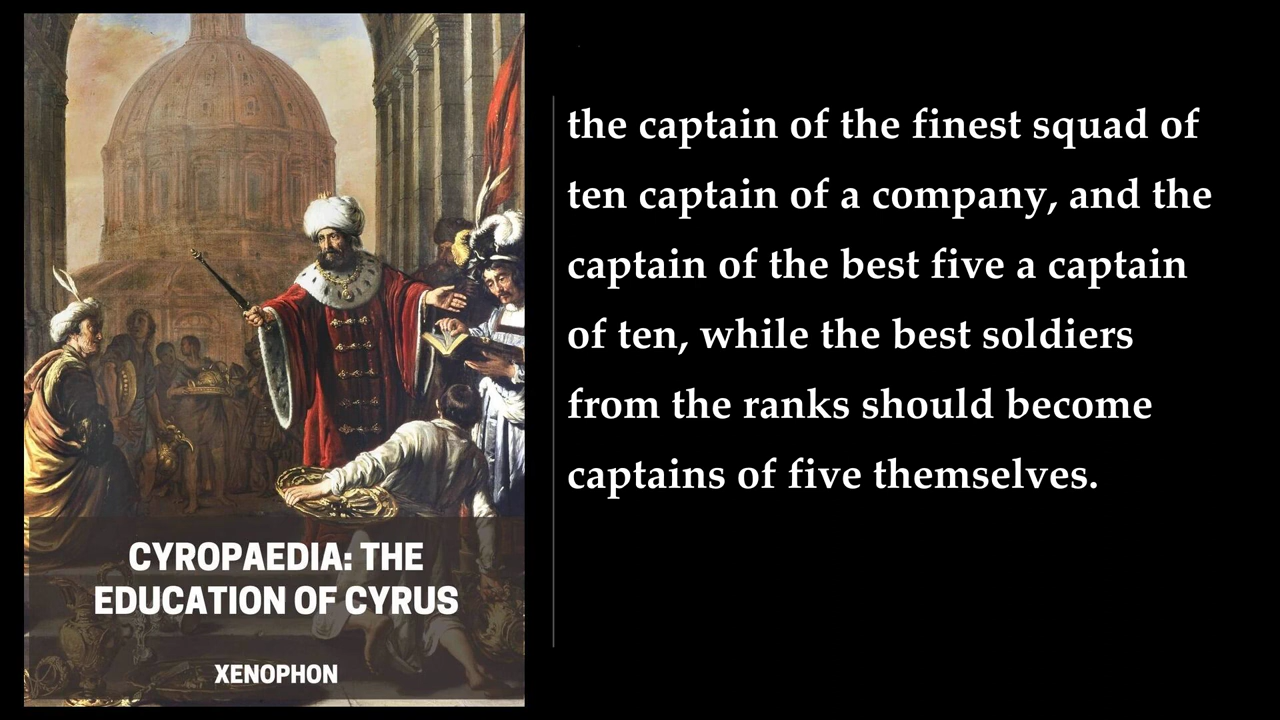 the captain of the finest squad of
ten captain of a company, and the
captain of the best five a captain
of ten, while the best soldiers
from the ranks should become
captains of five themselves.
CYROPAEDIA: THE
EDUCATION OF CYRUS
XENOPHON